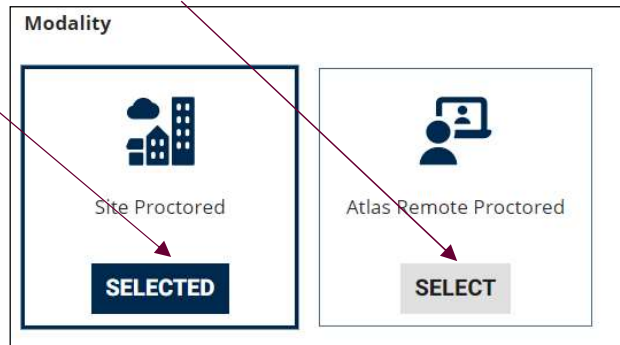 Modality
Site Proctored
Atlas Remote Proctored
SELECTED
SELECT